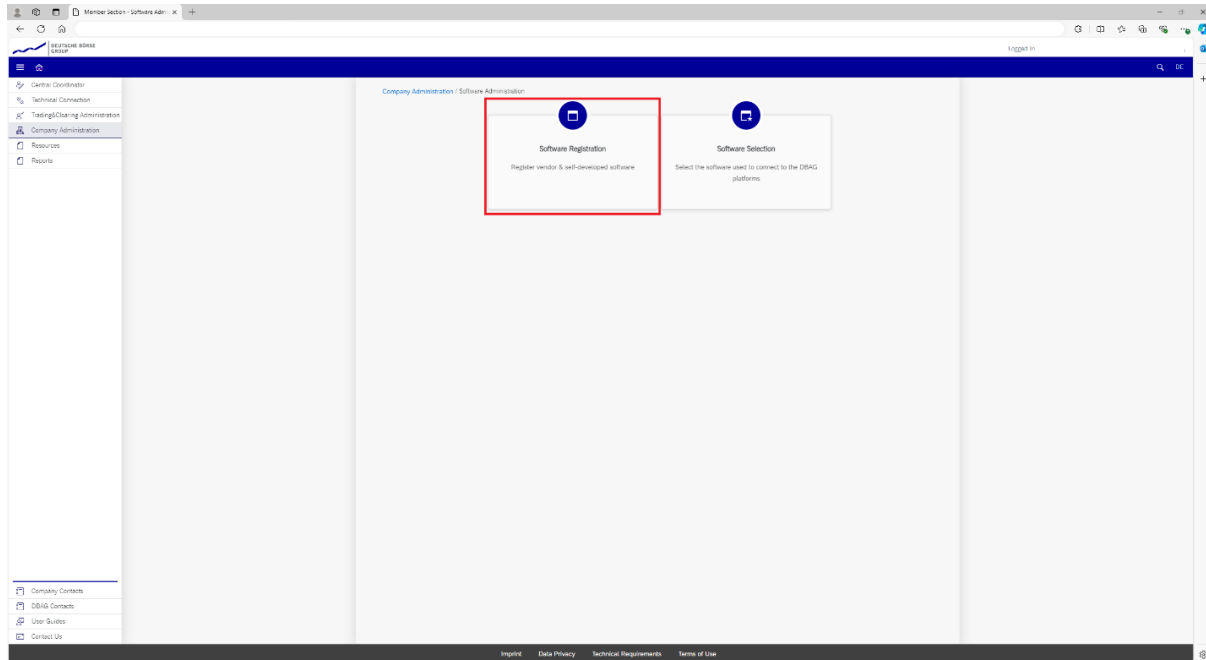 Member Section - Software Admi
DEUTSCHE BÖRSE
GROUP
Logged in
DE
Central Coordinator
Technical Connection
Trading&Clearing Administration
Company Administration
Resources
Reports
Company Administration / Software Administration
Software Registration
Register vendor & self-developed software
Software Selection
Select the software used to connect to the DBAG
platforms
Company Contacts
DBAG Contacts
User Guides
Contact Us
Imprint Data Privacy Technical Requirements Terms of Use